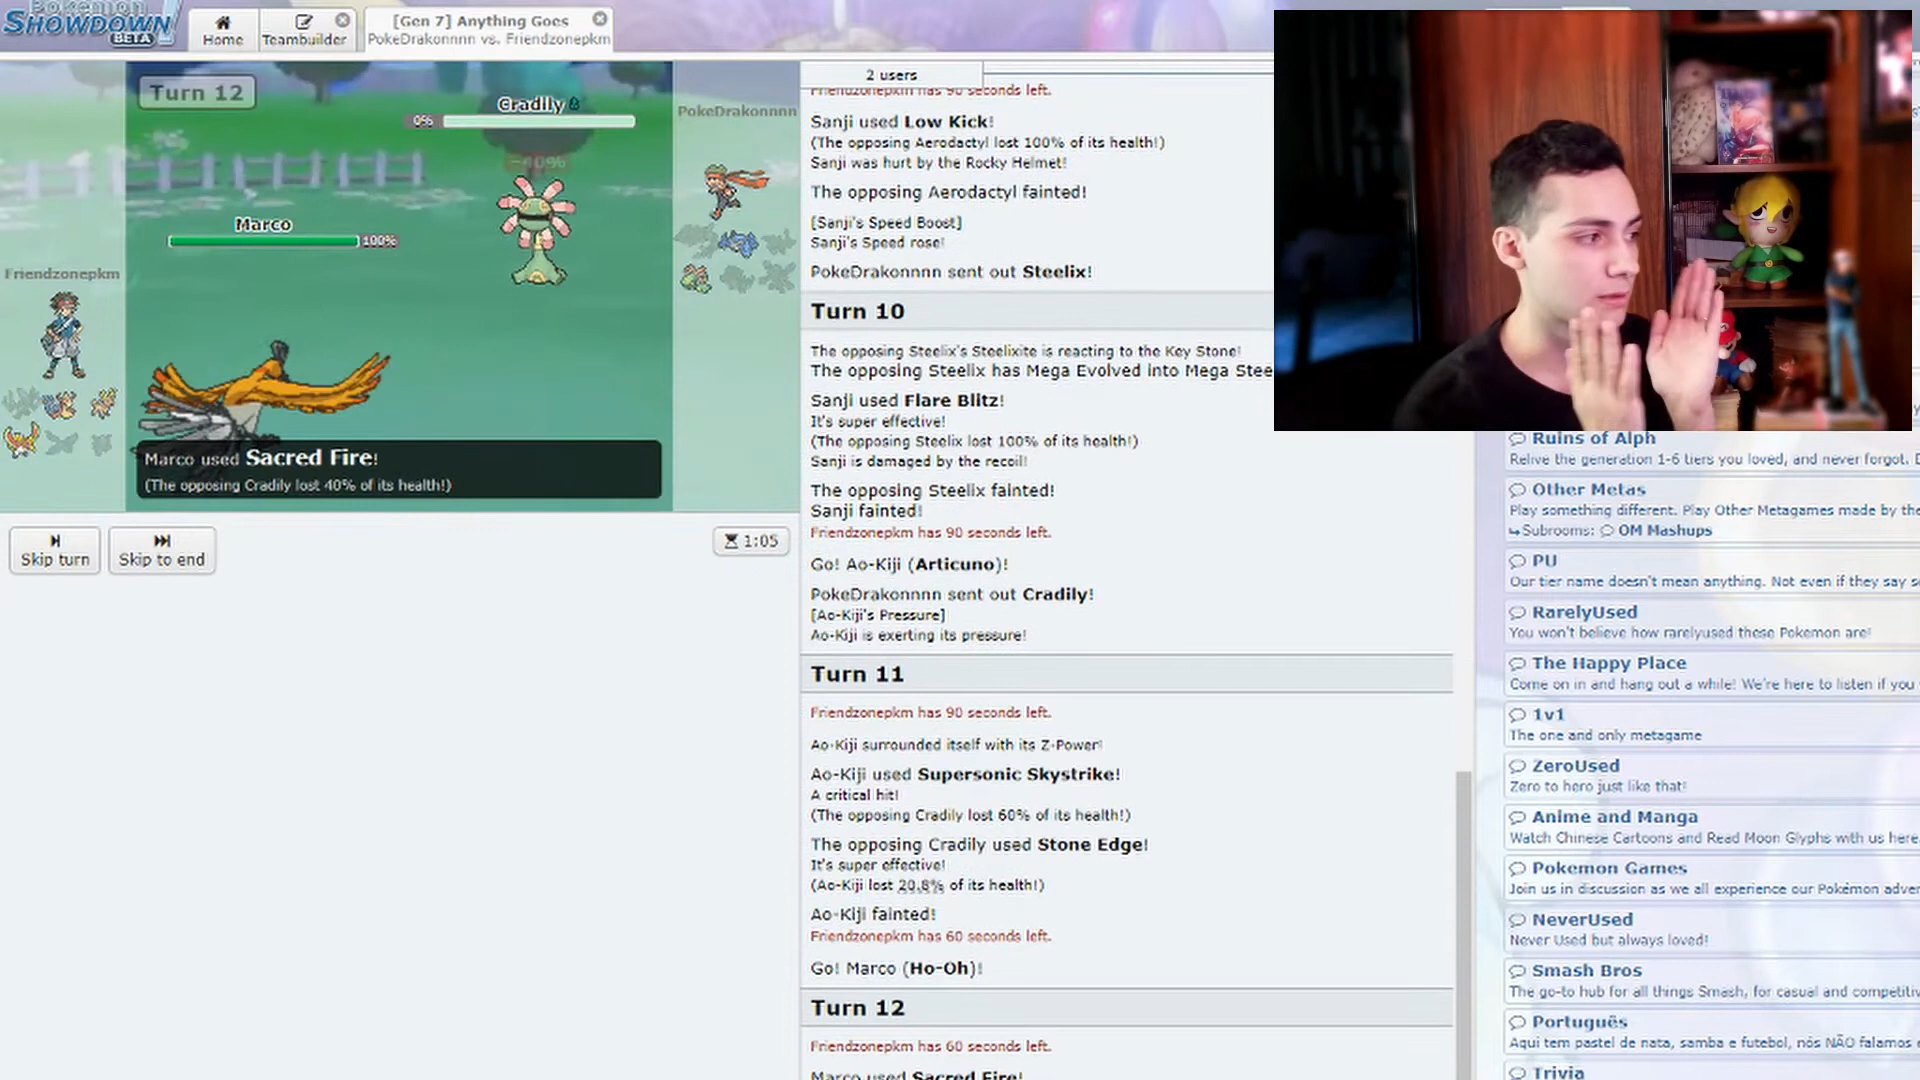 Pokémon
SHOWDOWN!
BETA
Home
Teambuilder
[Gen 7] Anything Goes
PokeDrakonnnn vs. Friendzonepkm
Turn 12
Cradily
0%
-40%
Marco
100%
Friendzonepkm
PokeDrakonnnn
Marco used Sacred Fire!
(The opposing Cradily lost 40% of its health!)
Skip turn
Skip to end
1:05
2 users
Friendzonepkm has 90 seconds left.
Sanji used Low Kick!
(The opposing Aerodactyl lost 100% of its health!)
Sanji was hurt by the Rocky Helmet!
The opposing Aerodactyl fainted!
[Sanji's Speed Boost]
Sanji's Speed rose!
PokeDrakonnnn sent out Steelix!
Turn 10
The opposing Steelix's Steelixite is reacting to the Key Stone!
The opposing Steelix has Mega Evolved into Mega Stee
Sanji used Flare Blitz!
It's super effective!
(The opposing Steelix lost 100% of its health!)
Sanji is damaged by the recoil!
The opposing Steelix fainted!
Sanji fainted!
Friendzonepkm has 90 seconds left.
Go! Ao-Kiji (Articuno)!
PokeDrakonnnn sent out Cradily!
[Ao-Kiji's Pressure]
Ao-Kiji is exerting its pressure!
Turn 11
Friendzonepkm has 90 seconds left.
Ao-Kiji surrounded itself with its Z-Power!
Ao-Kiji used Supersonic Skystrike!
A critical hit!
(The opposing Cradily lost 60% of its health!)
The opposing Cradily used Stone Edge!
It's super effective!
(Ao-Kiji lost 20.8% of its health!)
Ao-Kiji fainted!
Friendzonepkm has 60 seconds left.
Go! Marco (Ho-Oh)!
Turn 12
Friendzonepkm has 60 seconds left.
Marco used Sacred Fire!
Ruins of Alph
Relive the generation 1-6 tiers you loved, and never forgot.
Other Metas
Play something different. Play Other Metagames made by the
↳Subrooms: OM Mashups
PU
Our tier name doesn't mean anything. Not even if they say s
RarelyUsed
You won't believe how rarelyused these Pokemon are!
The Happy Place
Come on in and hang out a while! We're here to listen if you
1v1
The one and only metagame
ZeroUsed
Zero to hero just like that!
Anime and Manga
Watch Chinese Cartoons and Read Moon Glyphs with us here
Pokemon Games
Join us in discussion as we all experience our Pokémon adver
NeverUsed
Never Used but always loved!
Smash Bros
The go-to hub for all things Smash, for casual and competitiv
Português
Aqui tem pastel de nata, samba e futebol, nós NÃO falamos e
Trivia